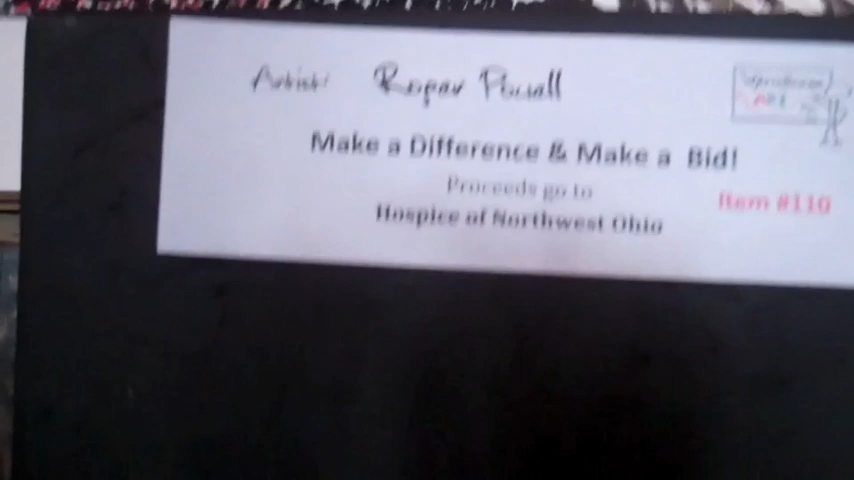 Artist: Roger Powell
Make a Difference & Make a Bid!
Proceeds go to
Item #110
Hospice of Northwest Ohio